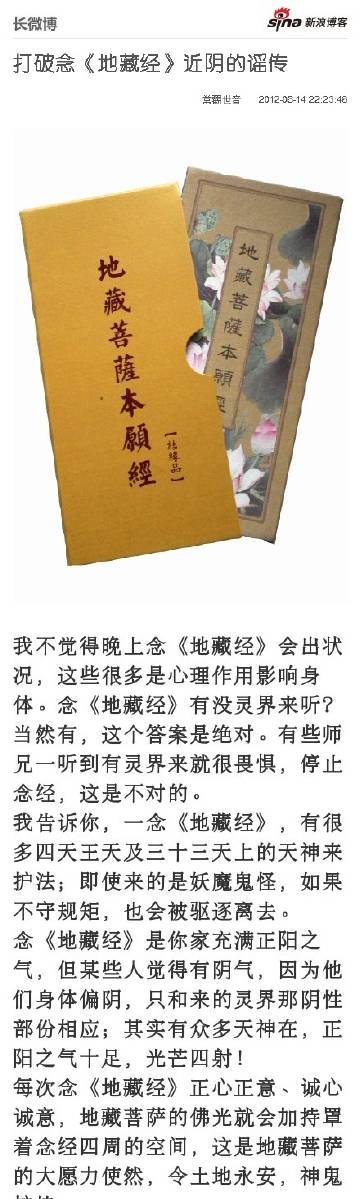 长微博
sina 新浪博客
打破念《地藏经》近阴的谣传
2012-08-14 22:23:46
地藏菩薩本願經
【结缘品】
地藏菩薩本願經
我不觉得晚上念《地藏经》会出状
况，这些很多是心理作用影响身
体。念《地藏经》有没灵界来听？
当然有，这个答案是绝对。有些师
兄一听到有灵界来就很畏惧，停止
念经，这是不对的。
我告诉你，一念《地藏经》，有很
多四天王天及三十三天上的天神来
护法；即使来的是妖魔鬼怪，如果
不守规矩，也会被驱逐离去。
念《地藏经》是你家充满正阳之
气，但某些人觉得有阴气，因为他
们身体偏阴，只和来的灵界那阴性
部份相应；其实有众多天神在，正
阳之气十足，光芒四射！
每次念《地藏经》正心正意、诚心
诚意，地藏菩萨的佛光就会加持罩
着念经四周的空间，这是地藏菩萨
的大愿力使然，令土地永安，神鬼